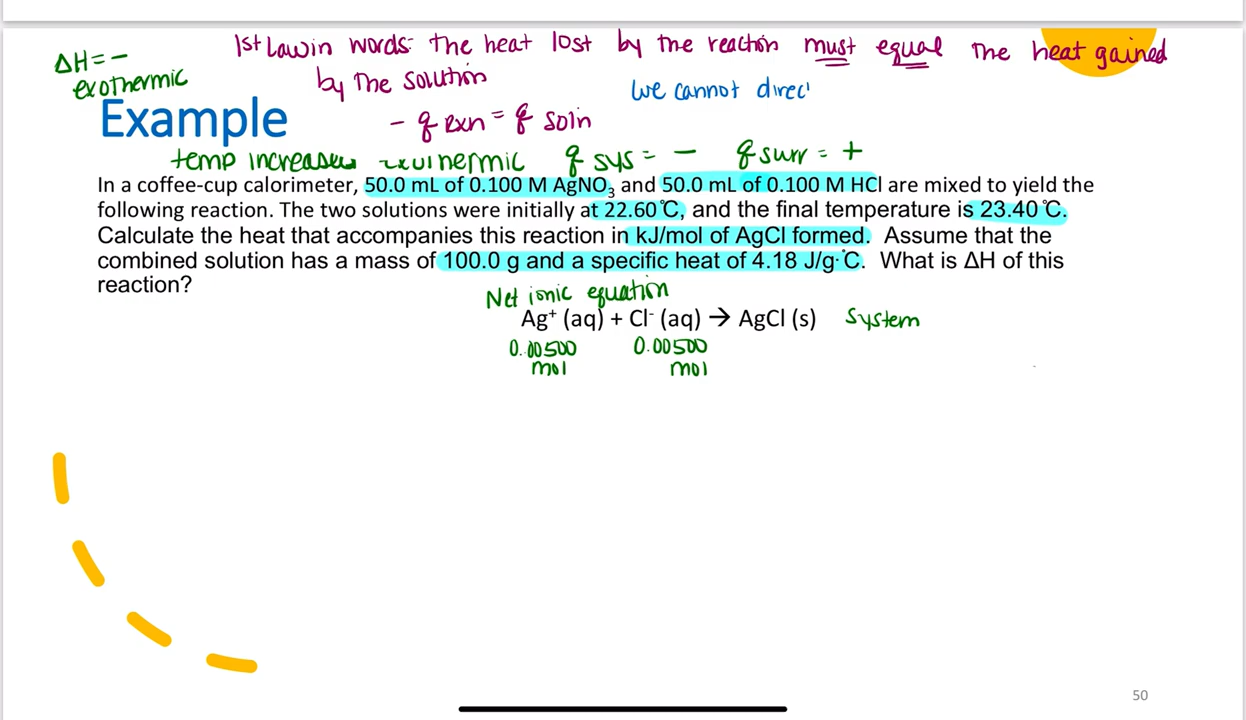 1st Law in words: the heat lost by the reaction must equal the heat gained
ΔH = -
exothermic
by the solution
we cannot direc
Example
- q rxn = q soln
temp increases exothermic q sys = - q surr = +
In a coffee-cup calorimeter, 50.0 mL of 0.100 M AgNO₃ and 50.0 mL of 0.100 M HCl are mixed to yield the
following reaction. The two solutions were initially at 22.60°C, and the final temperature is 23.40°C.
Calculate the heat that accompanies this reaction in kJ/mol of AgCl formed. Assume that the
combined solution has a mass of 100.0 g and a specific heat of 4.18 J/g·°C. What is ΔH of this
reaction?
Net ionic equation
Ag⁺ (aq) + Cl⁻ (aq) → AgCl (s) system
0.00500 0.00500
mol mol
50